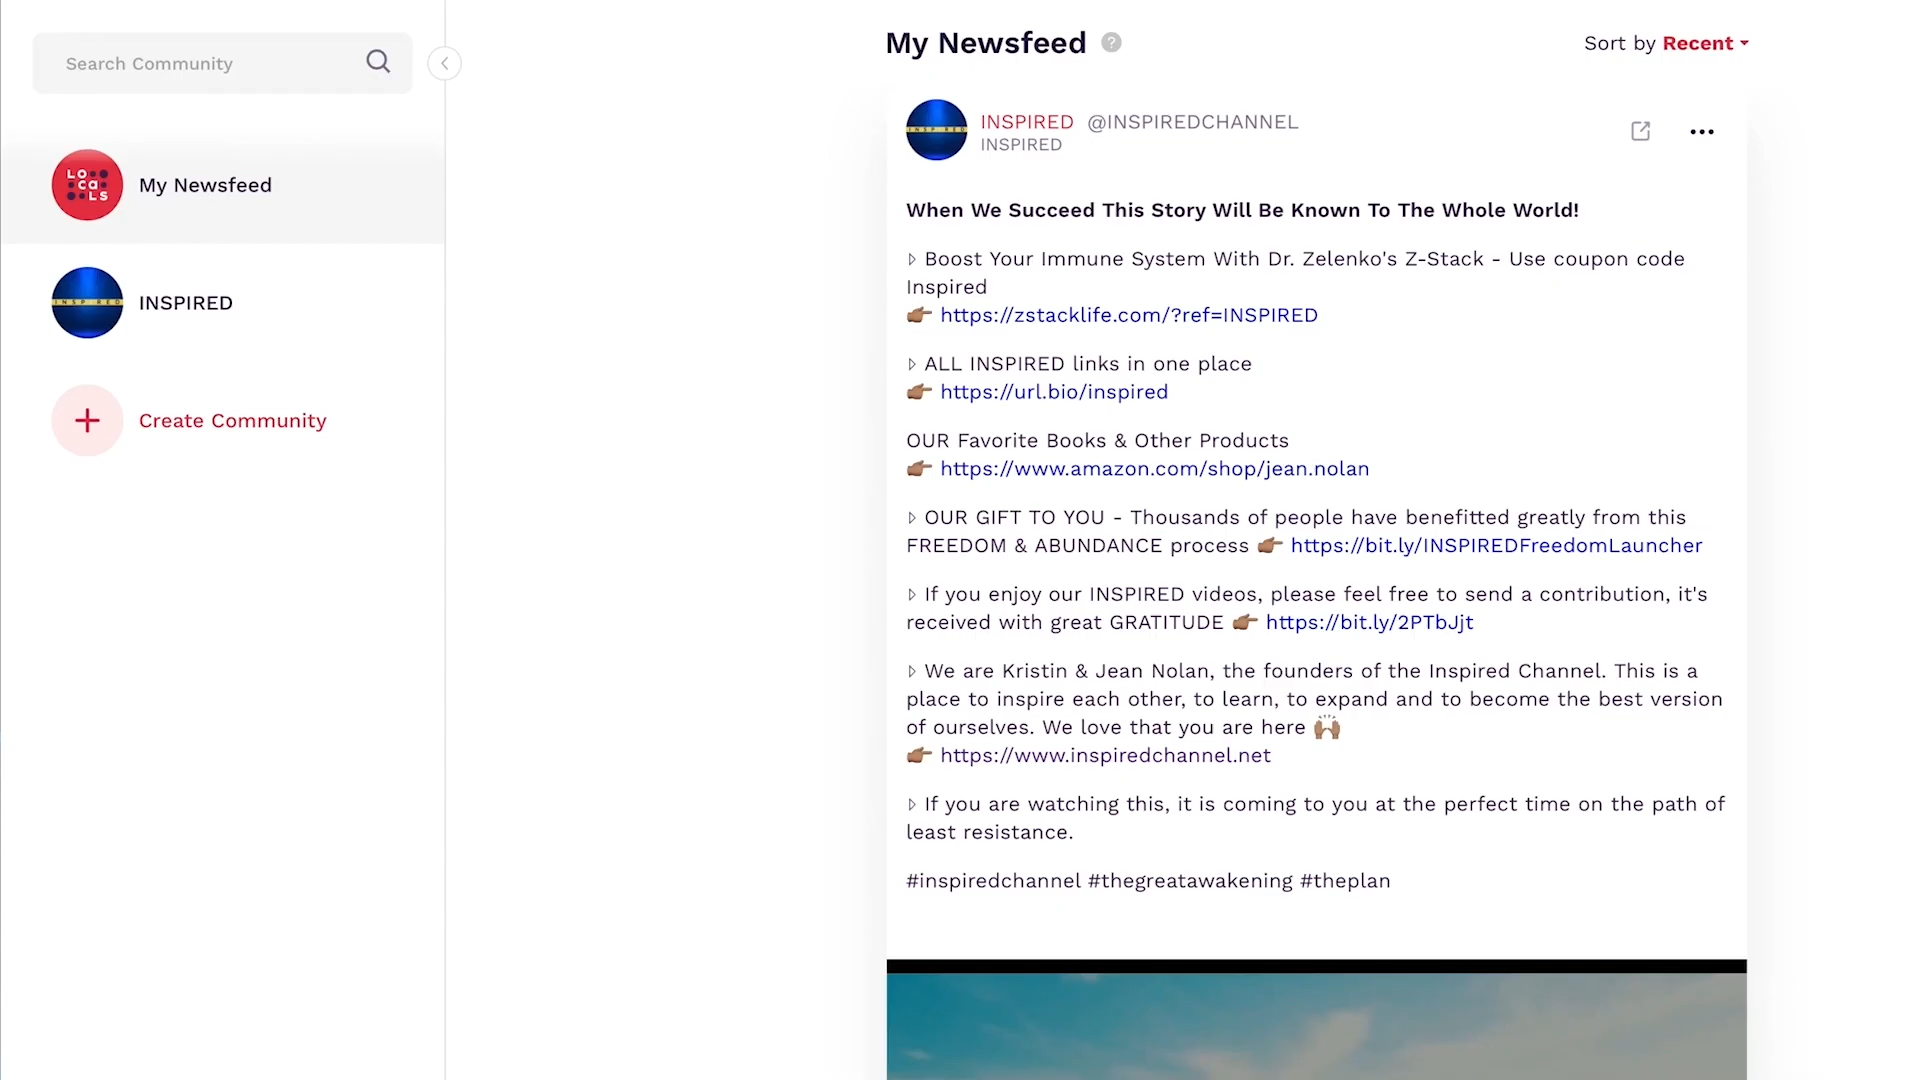 Search Community
My Newsfeed
Sort by Recent
INSPIRED @INSPIREDCHANNEL
INSPIRED
LOcaLS
My Newsfeed
When We Succeed This Story Will Be Known To The Whole World!
▹ Boost Your Immune System With Dr. Zelenko's Z-Stack - Use coupon code
Inspired
👉🏾 https://zstacklife.com/?ref=INSPIRED
INSPIRED
▹ ALL INSPIRED links in one place
👉🏾 https://url.bio/inspired
Create Community
OUR Favorite Books & Other Products
👉🏾 https://www.amazon.com/shop/jean.nolan
▹ OUR GIFT TO YOU - Thousands of people have benefitted greatly from this
FREEDOM & ABUNDANCE process 👉🏾 https://bit.ly/INSPIREDFreedomLauncher
▹ If you enjoy our INSPIRED videos, please feel free to send a contribution, it's
received with great GRATITUDE 👉🏾 https://bit.ly/2PTbJjt
▹ We are Kristin & Jean Nolan, the founders of the Inspired Channel. This is a
place to inspire each other, to learn, to expand and to become the best version
of ourselves. We love that you are here 🙌🏽
👉🏾 https://www.inspiredchannel.net
▹ If you are watching this, it is coming to you at the perfect time on the path of
least resistance.
#inspiredchannel #thegreatawakening #theplan